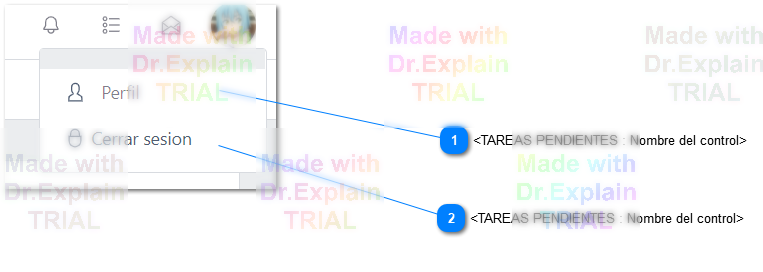 Made with
Dr.Explain
TRIAL
Made with
Dr.Explain
TRIAL
Made with
Dr.Explain
TRIAL
Perfil
Cerrar sesion
1 <TAREAS PENDIENTES : Nombre del control>
Made with
Dr.Explain
TRIAL
Made with
Dr.Explain
TRIAL
Made with
Dr.Explain
TRIAL
2 <TAREAS PENDIENTES : Nombre del control>